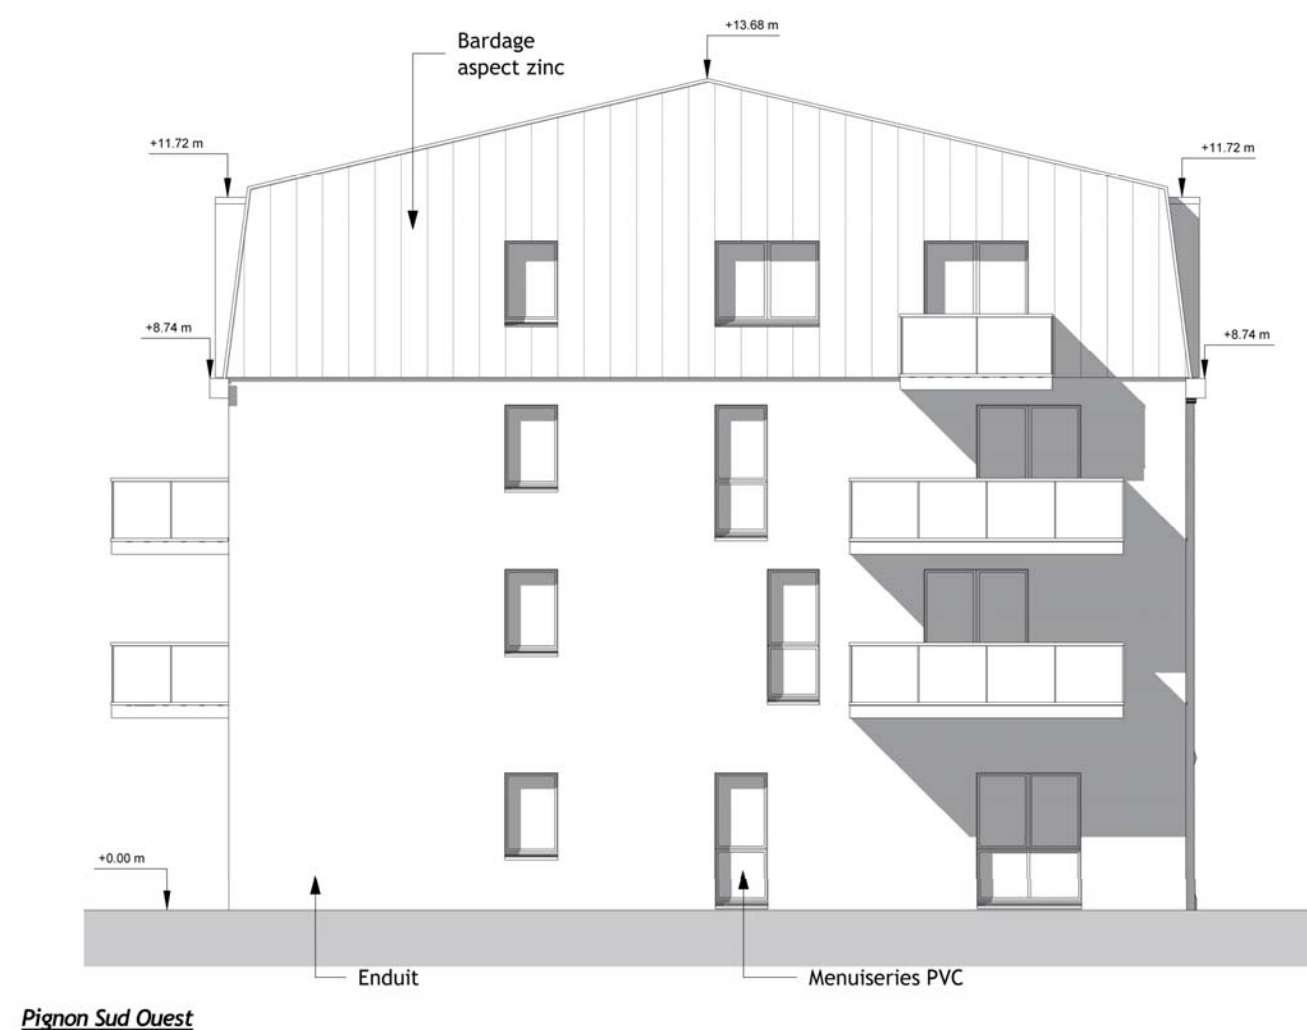 +13.68 m
Bardage
aspect zinc
+11.72 m
+11.72 m
+8.74 m
+8.74 m
+0.00 m
Enduit
Menuiseries PVC
Pignon Sud Ouest